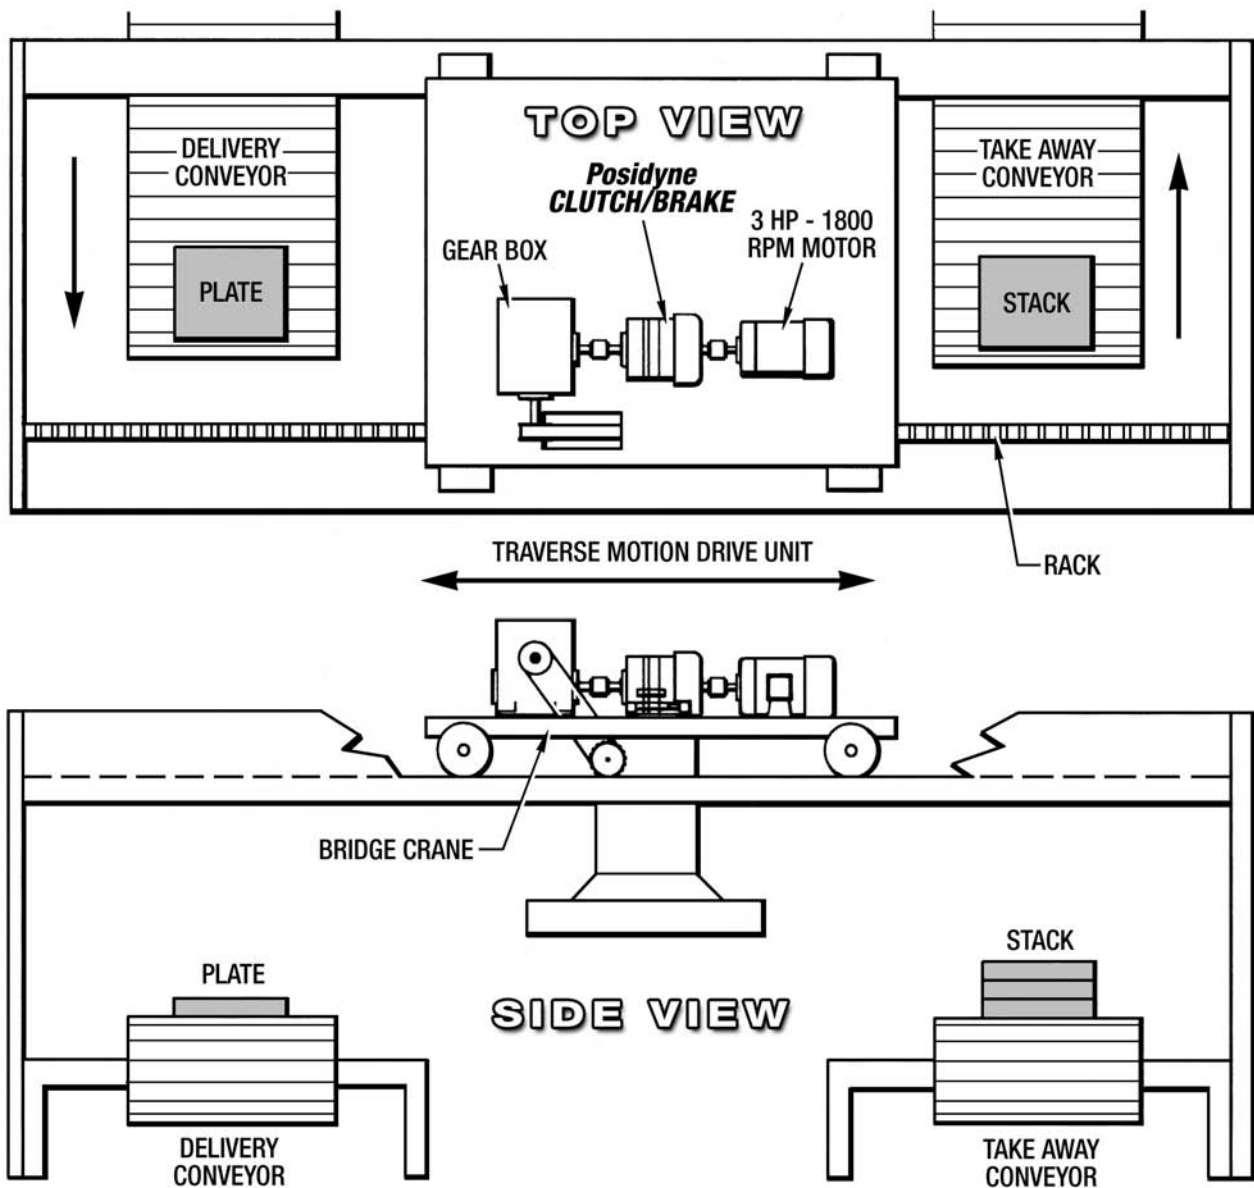 TOP VIEW
DELIVERY
CONVEYOR
TAKE AWAY
CONVEYOR
Posidyne
CLUTCH/BRAKE
3 HP - 1800
RPM MOTOR
GEAR BOX
PLATE
STACK
TRAVERSE MOTION DRIVE UNIT
RACK
BRIDGE CRANE
STACK
PLATE
SIDE VIEW
DELIVERY
CONVEYOR
TAKE AWAY
CONVEYOR